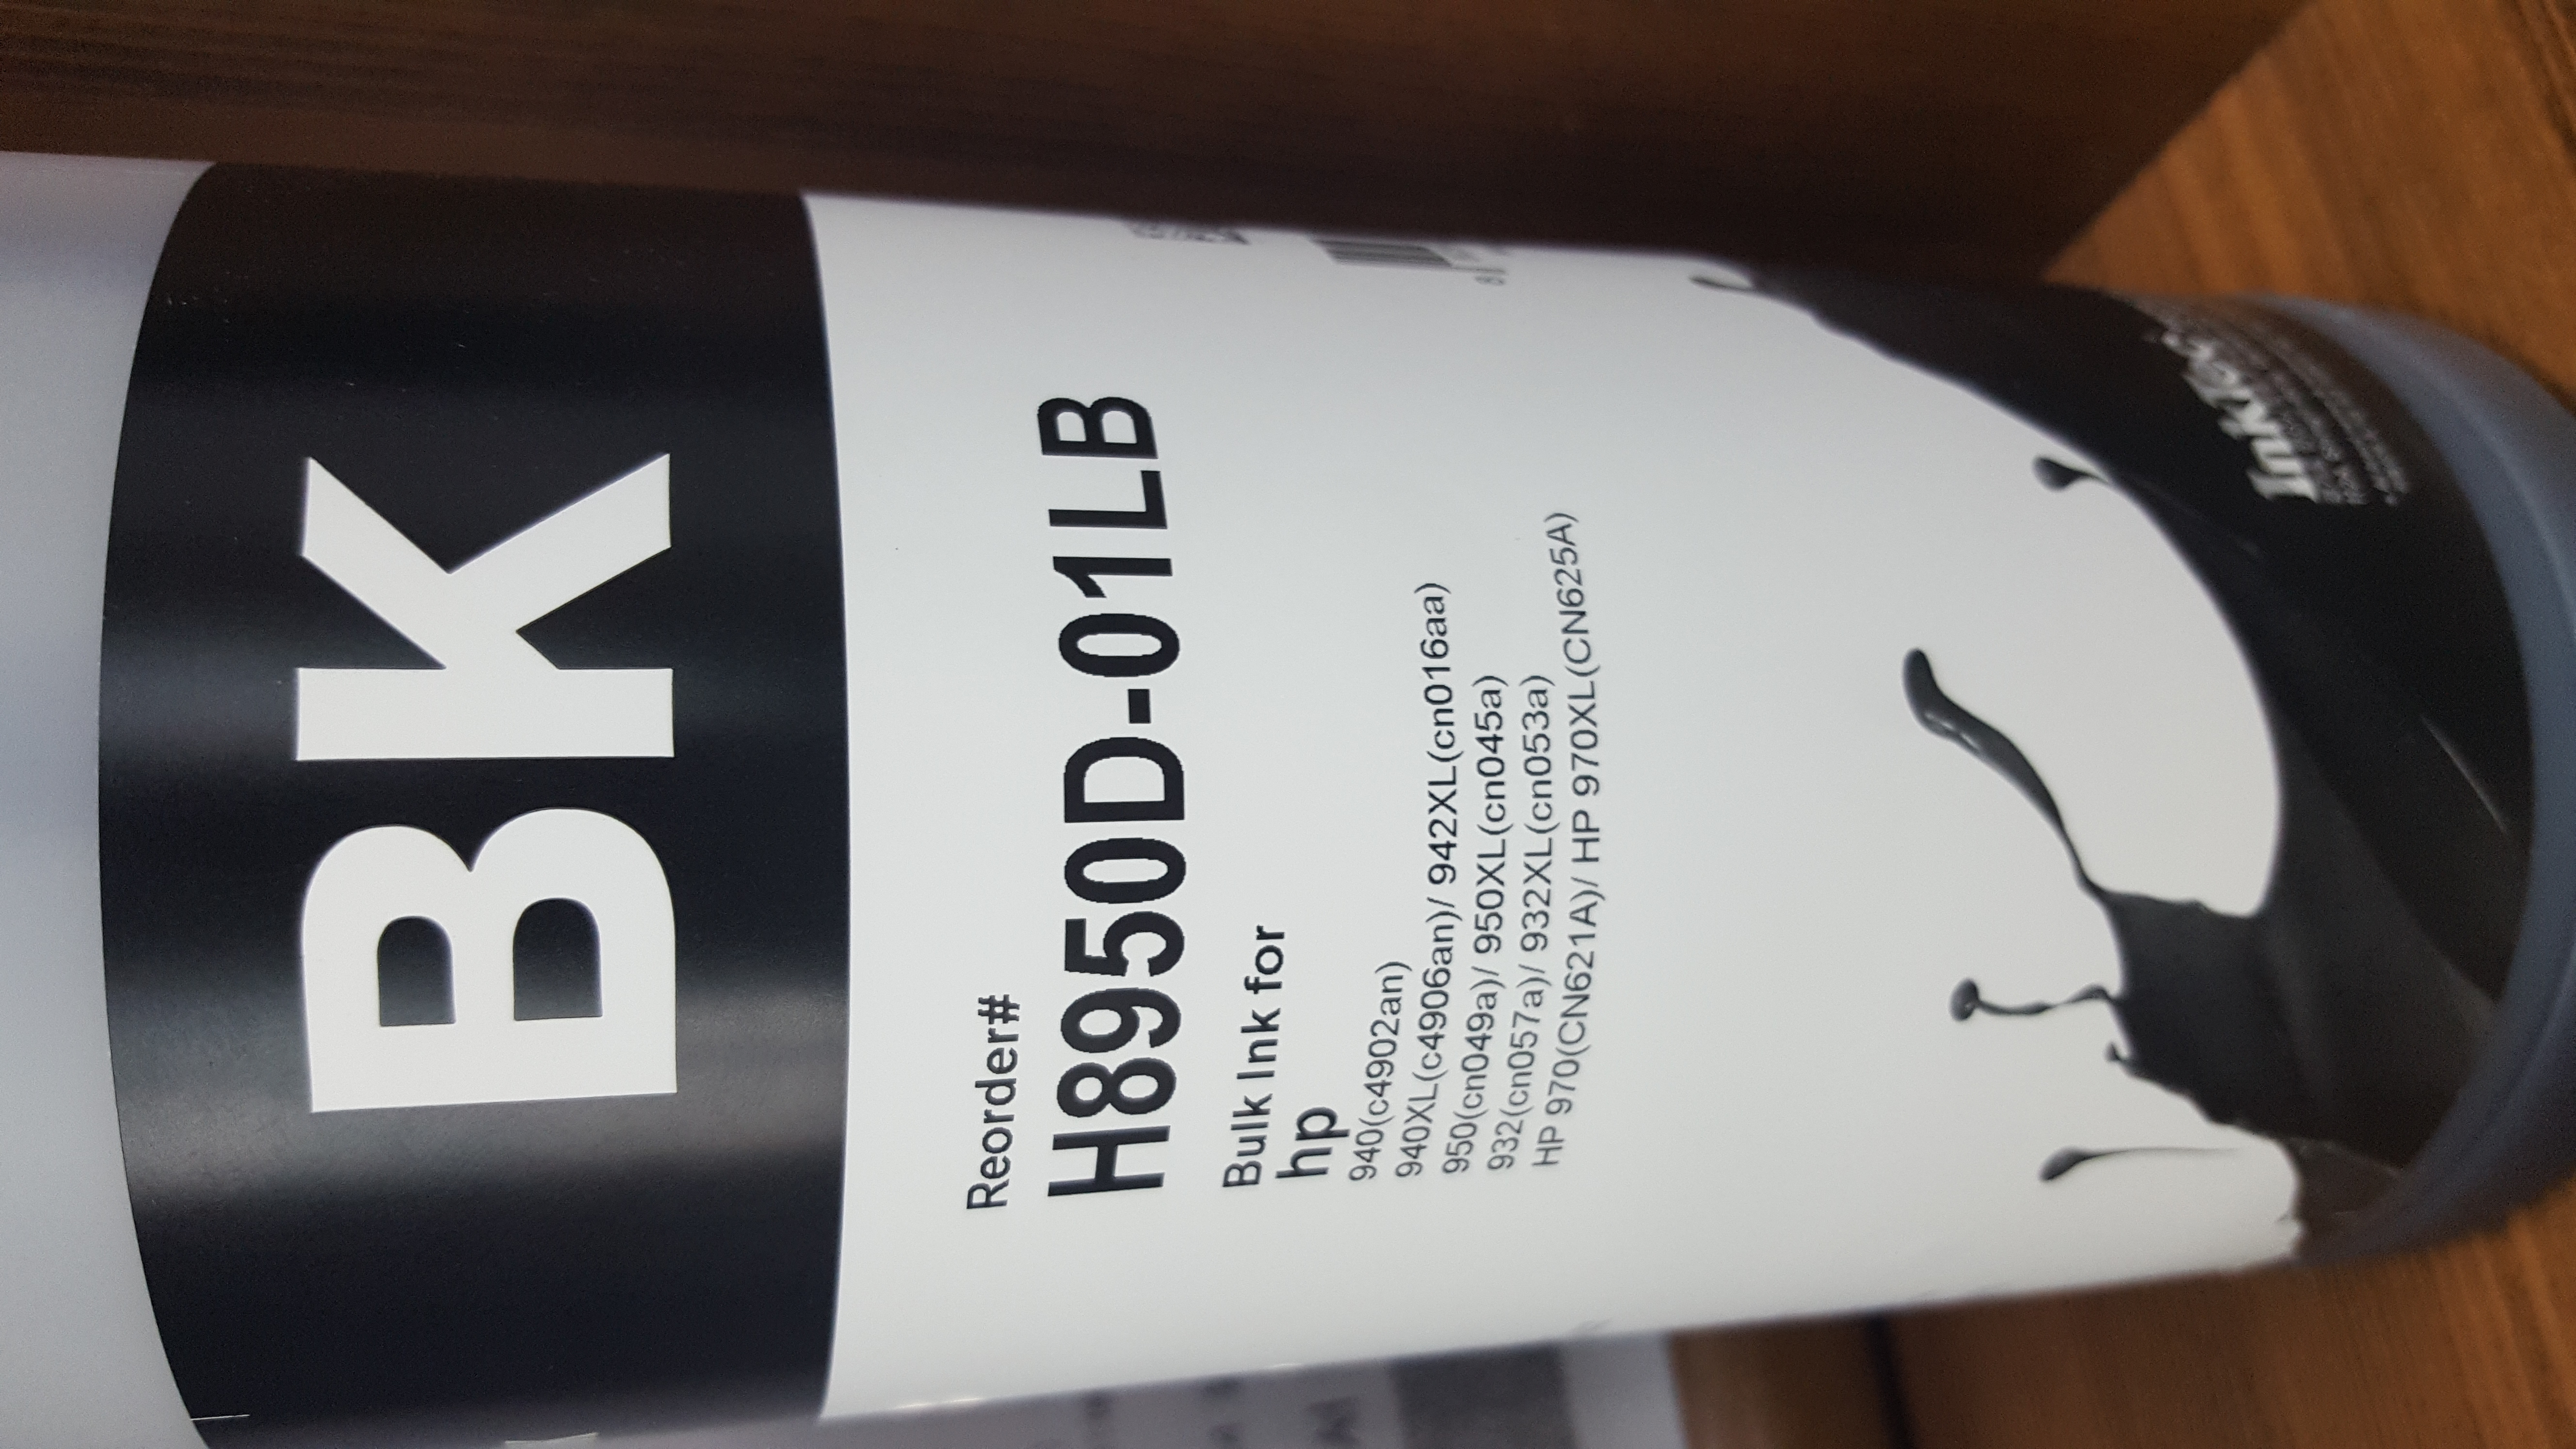 BK
Reorder#
H8950D-01LB
Bulk Ink for
hp
940(c4902an)
940XL(c4906an)/ 942XL(cn016aa)
950(cn049a)/ 950XL(cn045a)
932(cn057a)/ 932XL(cn053a)
HP 970(CN621A)/ HP 970XL(CN625A)